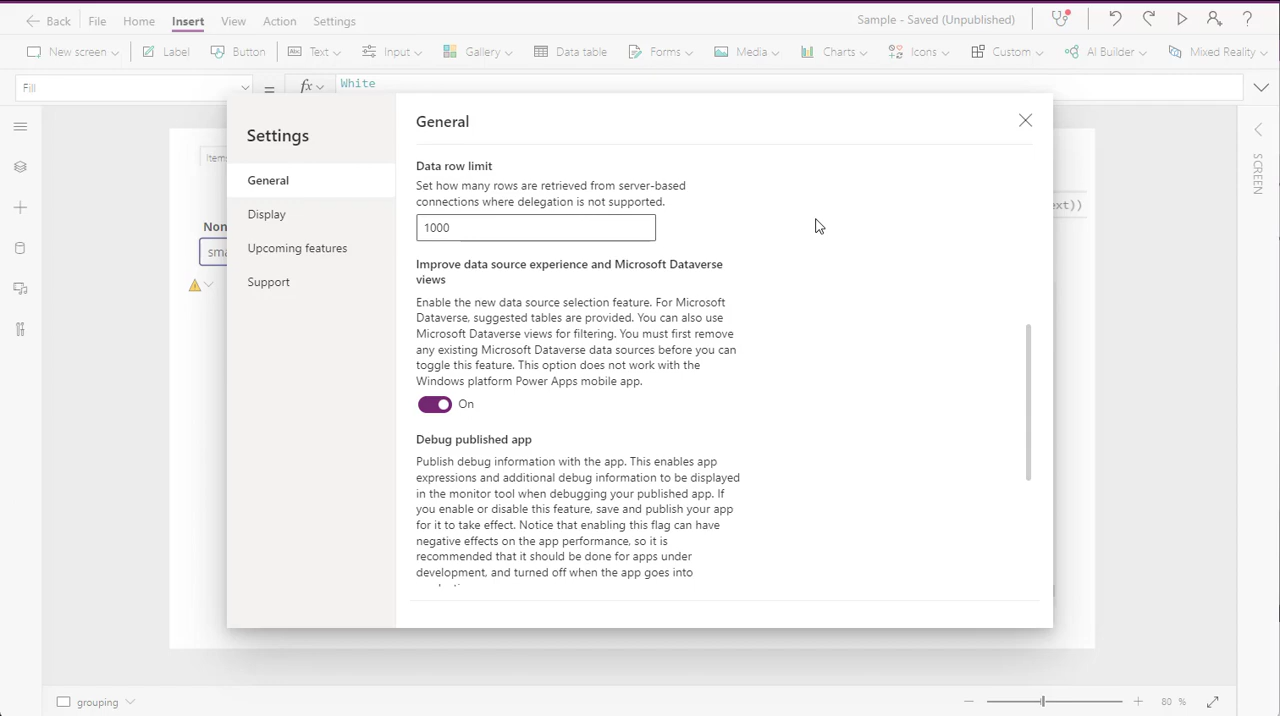 Back File Home Insert View Action Settings Sample - Saved (Unpublished)
New screen Label Button Text Input Gallery Data table Forms Media Charts Icons Custom AI Builder Mixed Reality
Fill = fx White
Settings
General
Display
Upcoming features
Support
General
Data row limit
Set how many rows are retrieved from server-based
connections where delegation is not supported.
1000
Improve data source experience and Microsoft Dataverse
views
Enable the new data source selection feature. For Microsoft
Dataverse, suggested tables are provided. You can also use
Microsoft Dataverse views for filtering. You must first remove
any existing Microsoft Dataverse data sources before you can
toggle this feature. This option does not work with the
Windows platform Power Apps mobile app.
On
Debug published app
Publish debug information with the app. This enables app
expressions and additional debug information to be displayed
in the monitor tool when debugging your published app. If
you enable or disable this feature, save and publish your app
for it to take effect. Notice that enabling this flag can have
negative effects on the app performance, so it is
recommended that it should be done for apps under
development, and turned off when the app goes into
Items
Non
sma
ext))
SCREEN
grouping
80 %